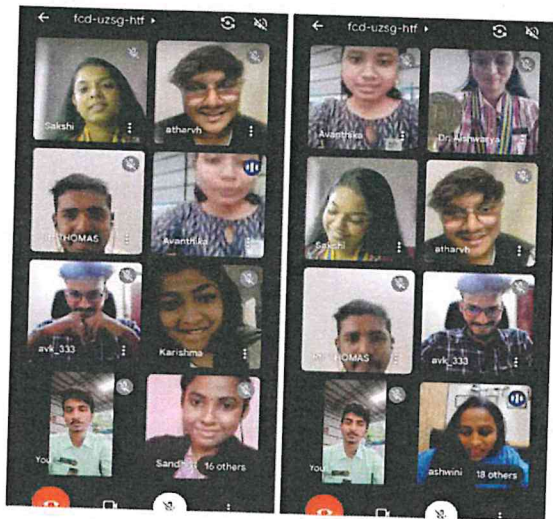 fcd-uzsg-htf
Sakshi
atharvh
THOMAS
Avanthika
avk_333
Karishma
You
Sandh
16 others
fcd-uzsg-htf
Avanthika
Dr. Aishwarya
Sakshi
atharvh
THOMAS
avk_333
You
ashwini
18 others